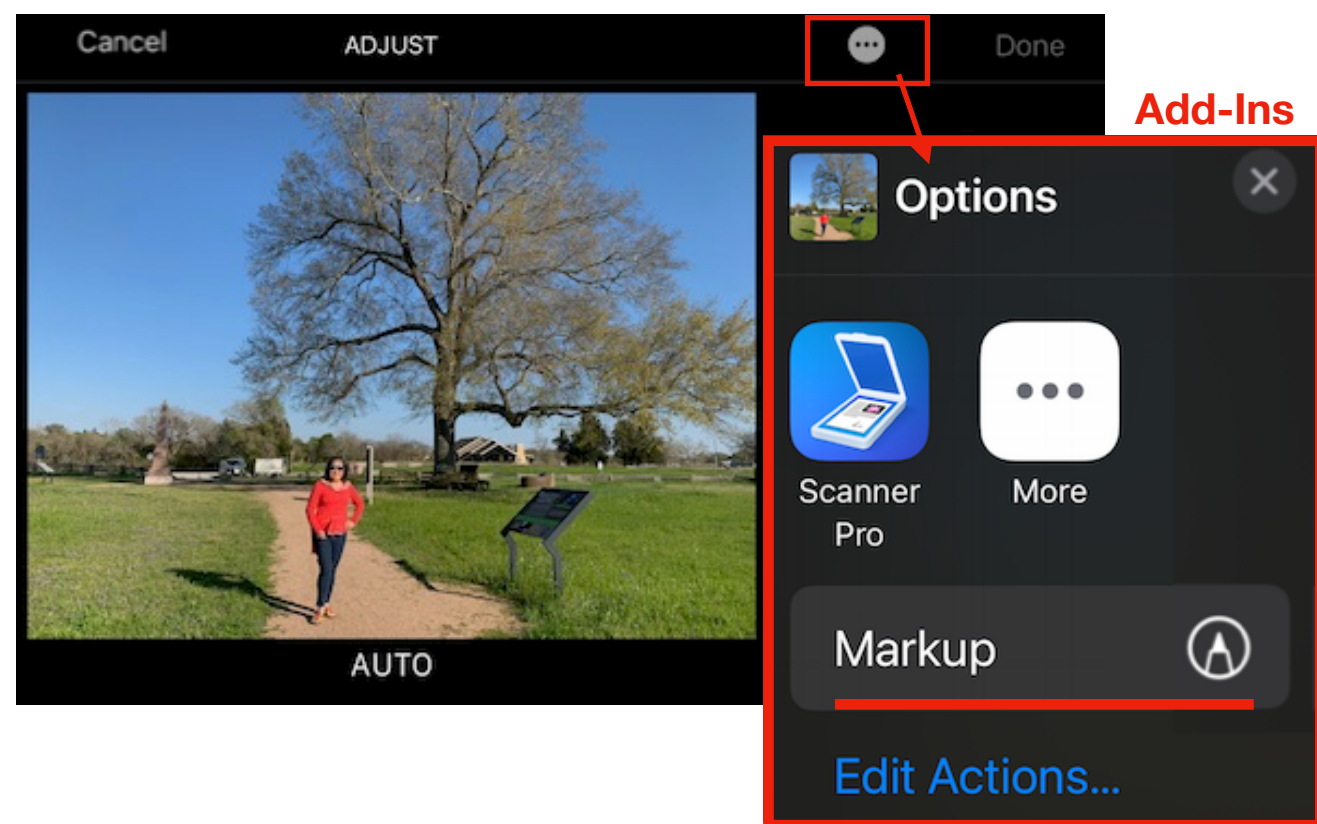 Cancel
ADJUST
Done
Add-Ins
Options
Scanner
Pro
More
Markup
Edit Actions...
AUTO